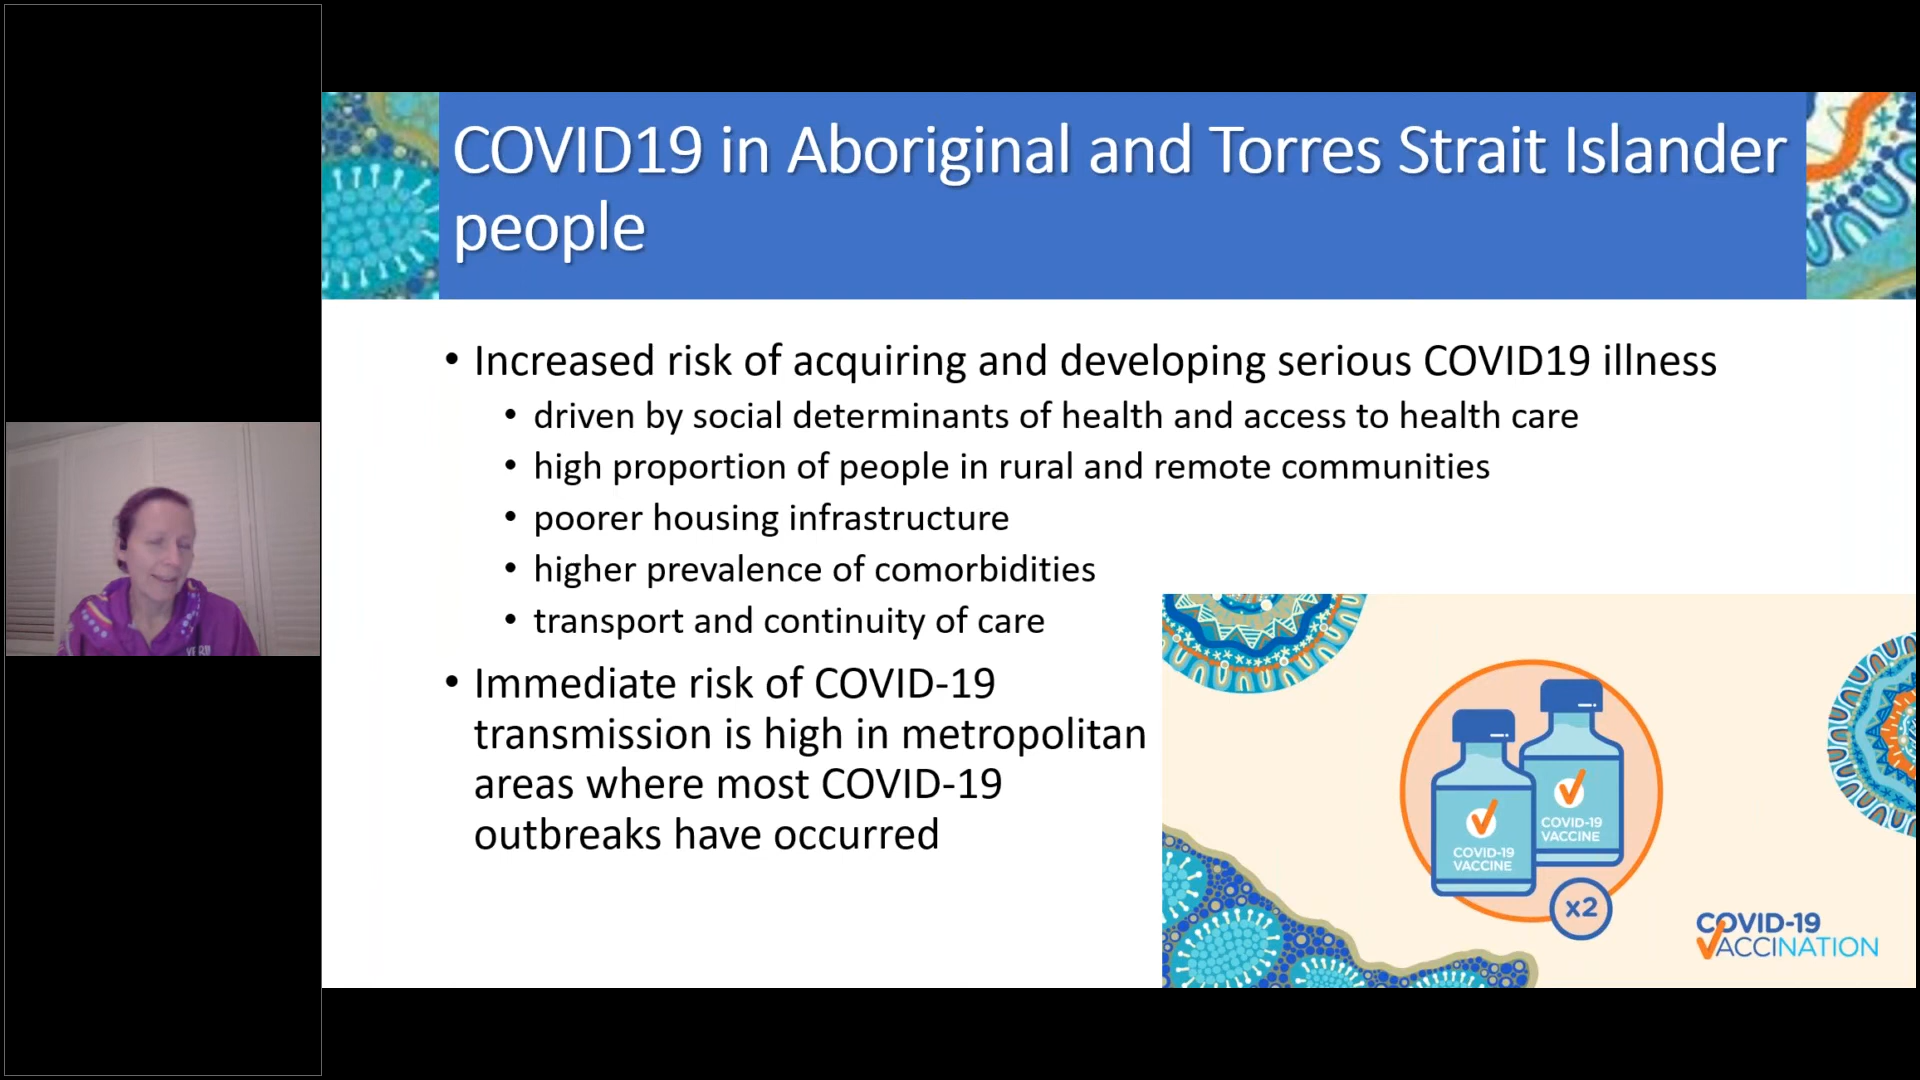 COVID19 in Aboriginal and Torres Strait Islander
people
• Increased risk of acquiring and developing serious COVID19 illness
• driven by social determinants of health and access to health care
• high proportion of people in rural and remote communities
• poorer housing infrastructure
• higher prevalence of comorbidities
• transport and continuity of care
• Immediate risk of COVID-19
transmission is high in metropolitan
areas where most COVID-19
outbreaks have occurred
COVID-19
VACCINE
COVID-19
VACCINE
x2
COVID-19
VACCINATION